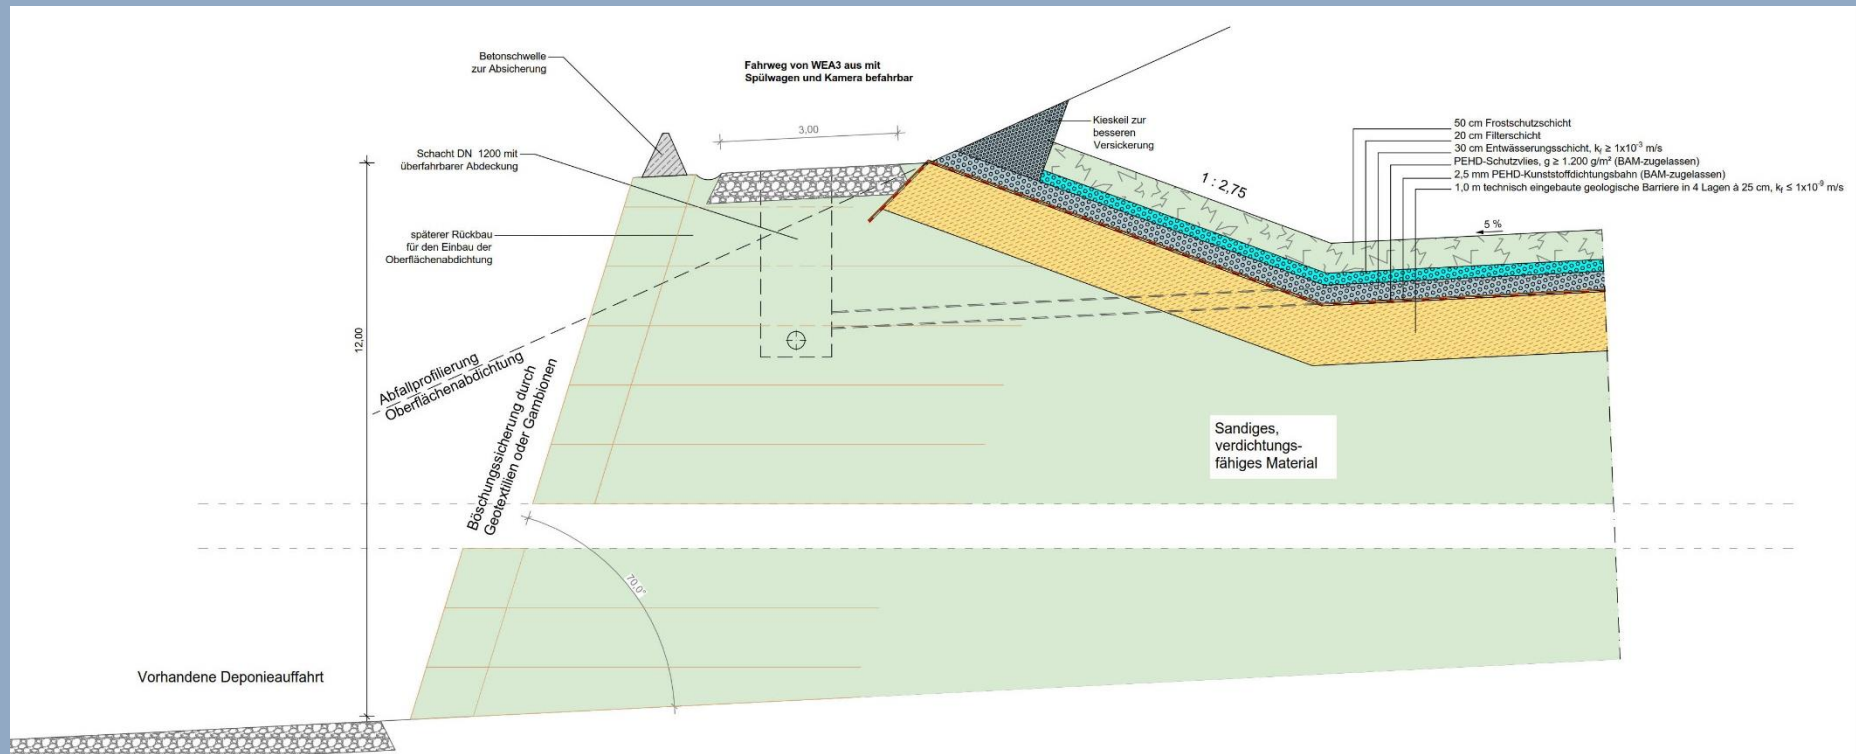 Betonschwelle
zur Absicherung
Fahrweg von WEA3 aus mit
Spülwagen und Kamera befahrbar
3,00
Schacht DN 1200 mit
überfahrbarer Abdeckung
Kieskeil zur
besseren
Versickerung
50 cm Frostschutzschicht
20 cm Filterschicht
30 cm Entwässerungsschicht, kf ≥ 1x10⁻³ m/s
PEHD-Schutzvlies, g ≥ 1.200 g/m² (BAM-zugelassen)
2,5 mm PEHD-Kunststoffdichtungsbahn (BAM-zugelassen)
1,0 m technisch eingebaute geologische Barriere in 4 Lagen à 25 cm, kf ≤ 1x10⁻⁹ m/s
1 : 2,75
5 %
späterer Rückbau
für den Einbau der
Oberflächenabdichtung
12,00
Abfallprofilierung
Oberflächenabdichtung
Böschungssicherung durch
Geotextilien oder Gambionen
Sandiges,
verdichtungs-
fähiges Material
70,0°
Vorhandene Deponieauffahrt